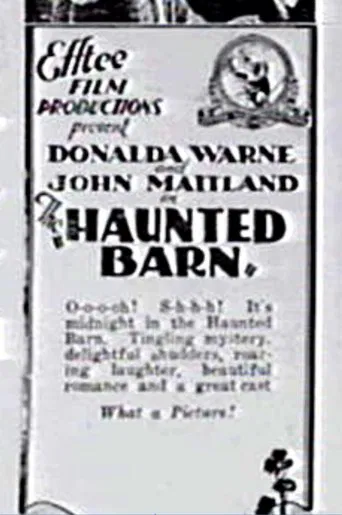 Efftee
FILM
PRODUCTIONS
present
DONALDA WARNE
and
JOHN MAITLAND
in
The
"HAUNTED
BARN"
O-o-o-oh! S-h-h-h! It's
midnight in the Haunted
Barn. Tingling mystery,
delightful shudders, roar-
ing laughter, beautiful
romance and a great cast
What a Picture!